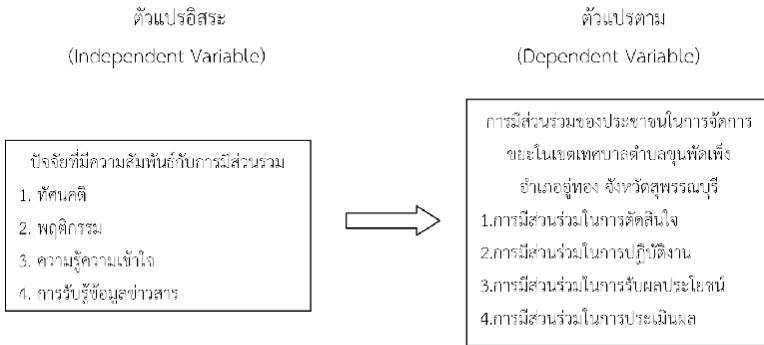 ตัวแปรอิสระ
(Independent Variable)
ปัจจัยที่มีความสัมพันธ์กับการมีส่วนร่วม
1. ทัศนคติ
2. พฤติกรรม
3. ความรู้ความเข้าใจ
4. การรับรู้ข้อมูลข่าวสาร
ตัวแปรตาม
(Dependent Variable)
การมีส่วนร่วมของประชาชนในการจัดการ
ขยะในเขตเทศบาลตำบลขุนพัดเพ็ง
อำเภออู่ทอง จังหวัดสุพรรณบุรี
1.การมีส่วนร่วมในการตัดสินใจ
2.การมีส่วนร่วมในการปฏิบัติงาน
3.การมีส่วนร่วมในการรับผลประโยชน์
4.การมีส่วนร่วมในการประเมินผล